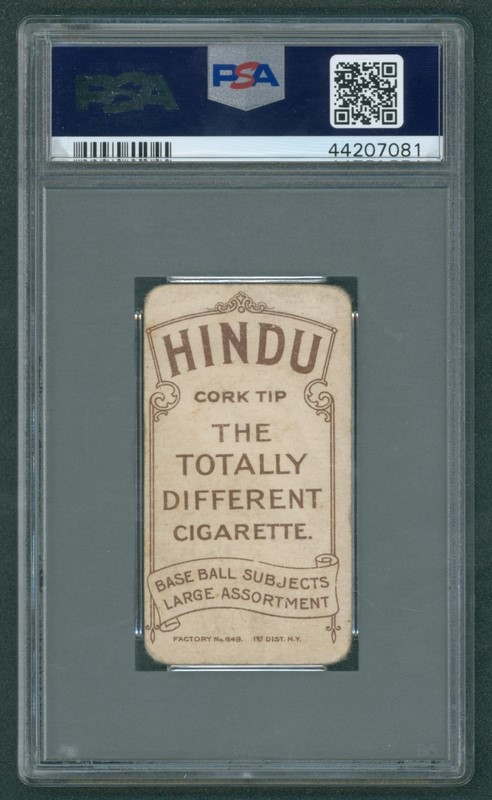 PSA
PSA
44207081
HINDU
CORK TIP
THE
TOTALLY
DIFFERENT
CIGARETTE.
BASE BALL SUBJECTS
LARGE ASSORTMENT
FACTORY No. 649. 1ST DIST. N.Y.